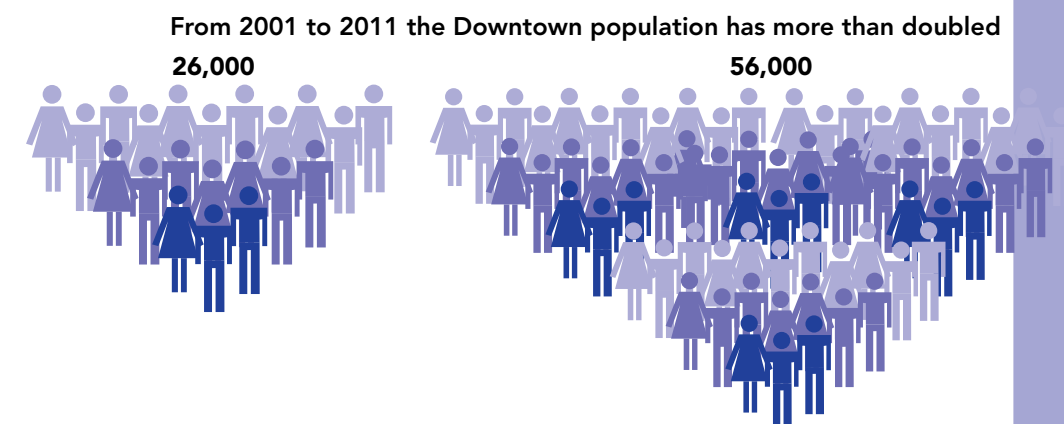 From 2001 to 2011 the Downtown population has more than doubled
26,000 56,000